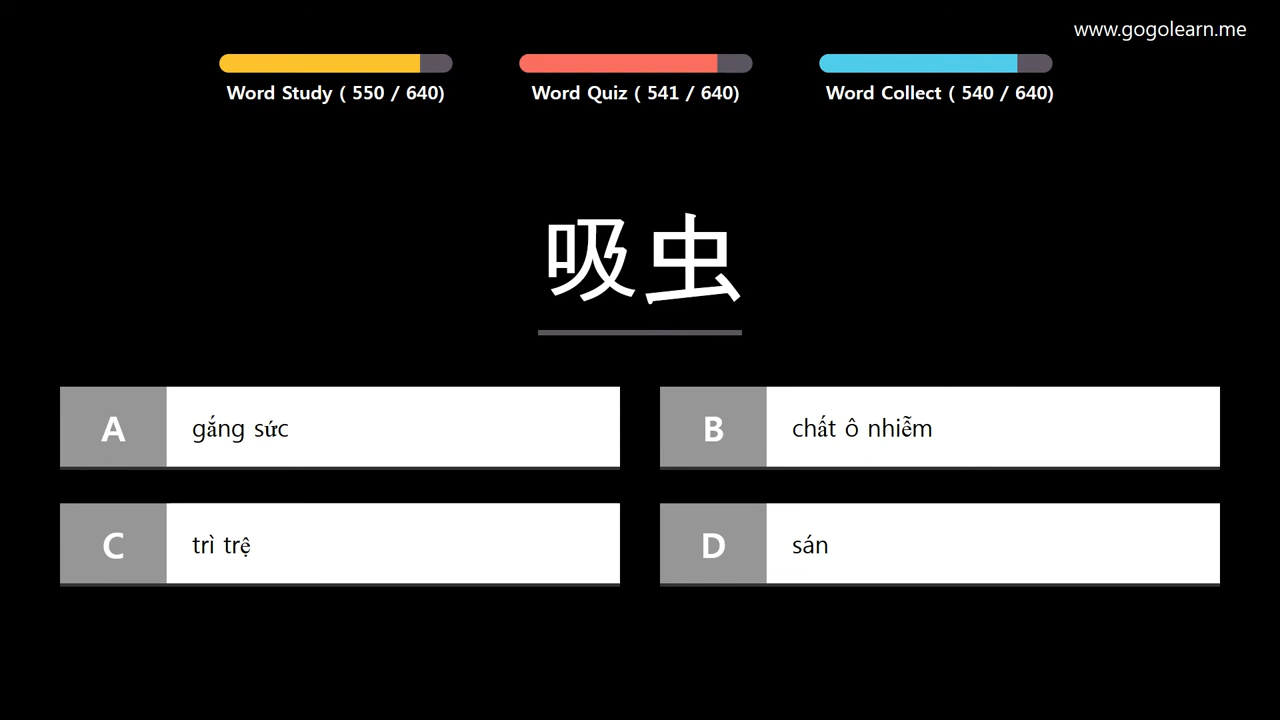 www.gogolearn.me
Word Study ( 550 / 640)
Word Quiz ( 541 / 640)
Word Collect ( 540 / 640)
吸虫
A gắng sức
B chất ô nhiễm
C trì trệ
D sán